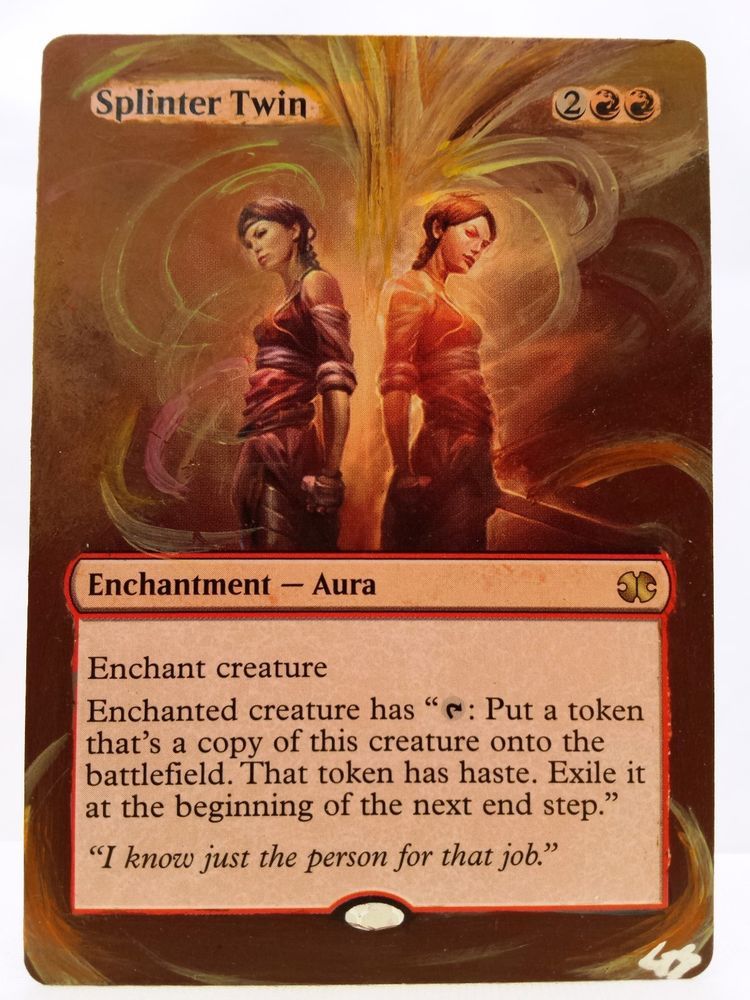 Splinter Twin 2
Enchantment — Aura
Enchant creature
Enchanted creature has “ : Put a token
that’s a copy of this creature onto the
battlefield. That token has haste. Exile it
at the beginning of the next end step.”
“I know just the person for that job.”